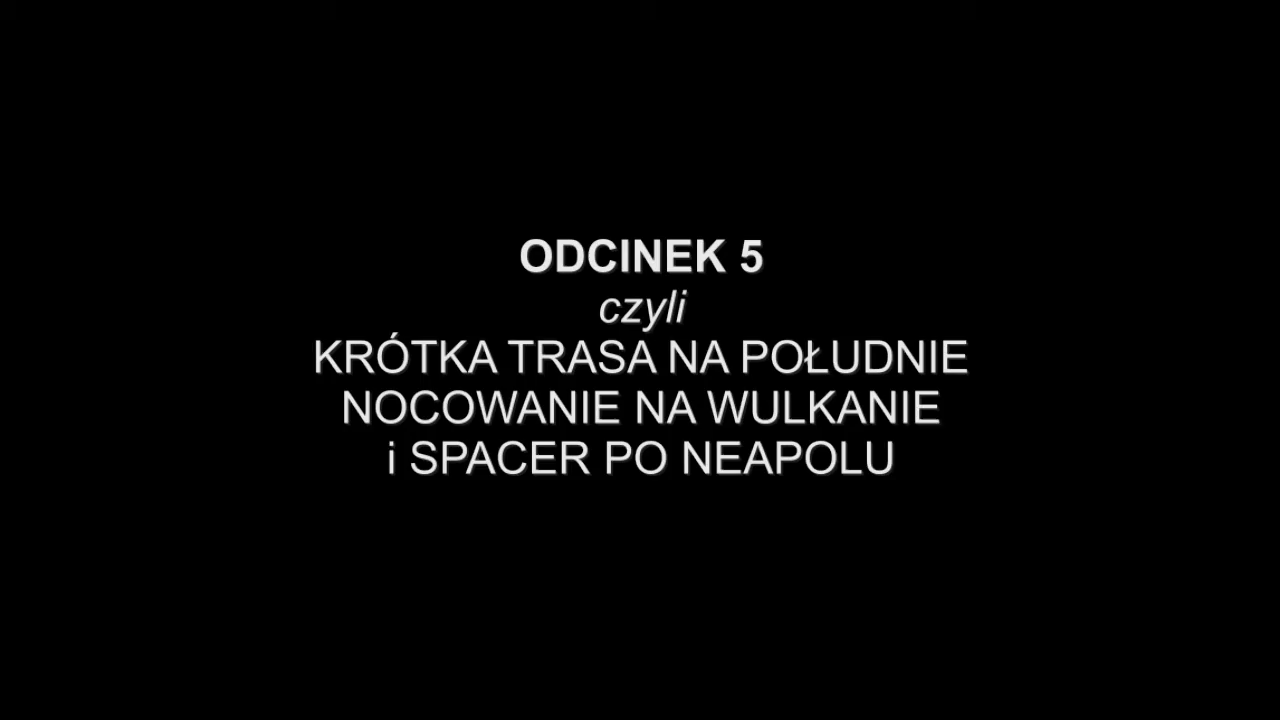 ODCINEK 5
czyli
KRÓTKA TRASA NA POŁUDNIE
NOCOWANIE NA WULKANIE
i SPACER PO NEAPOLU